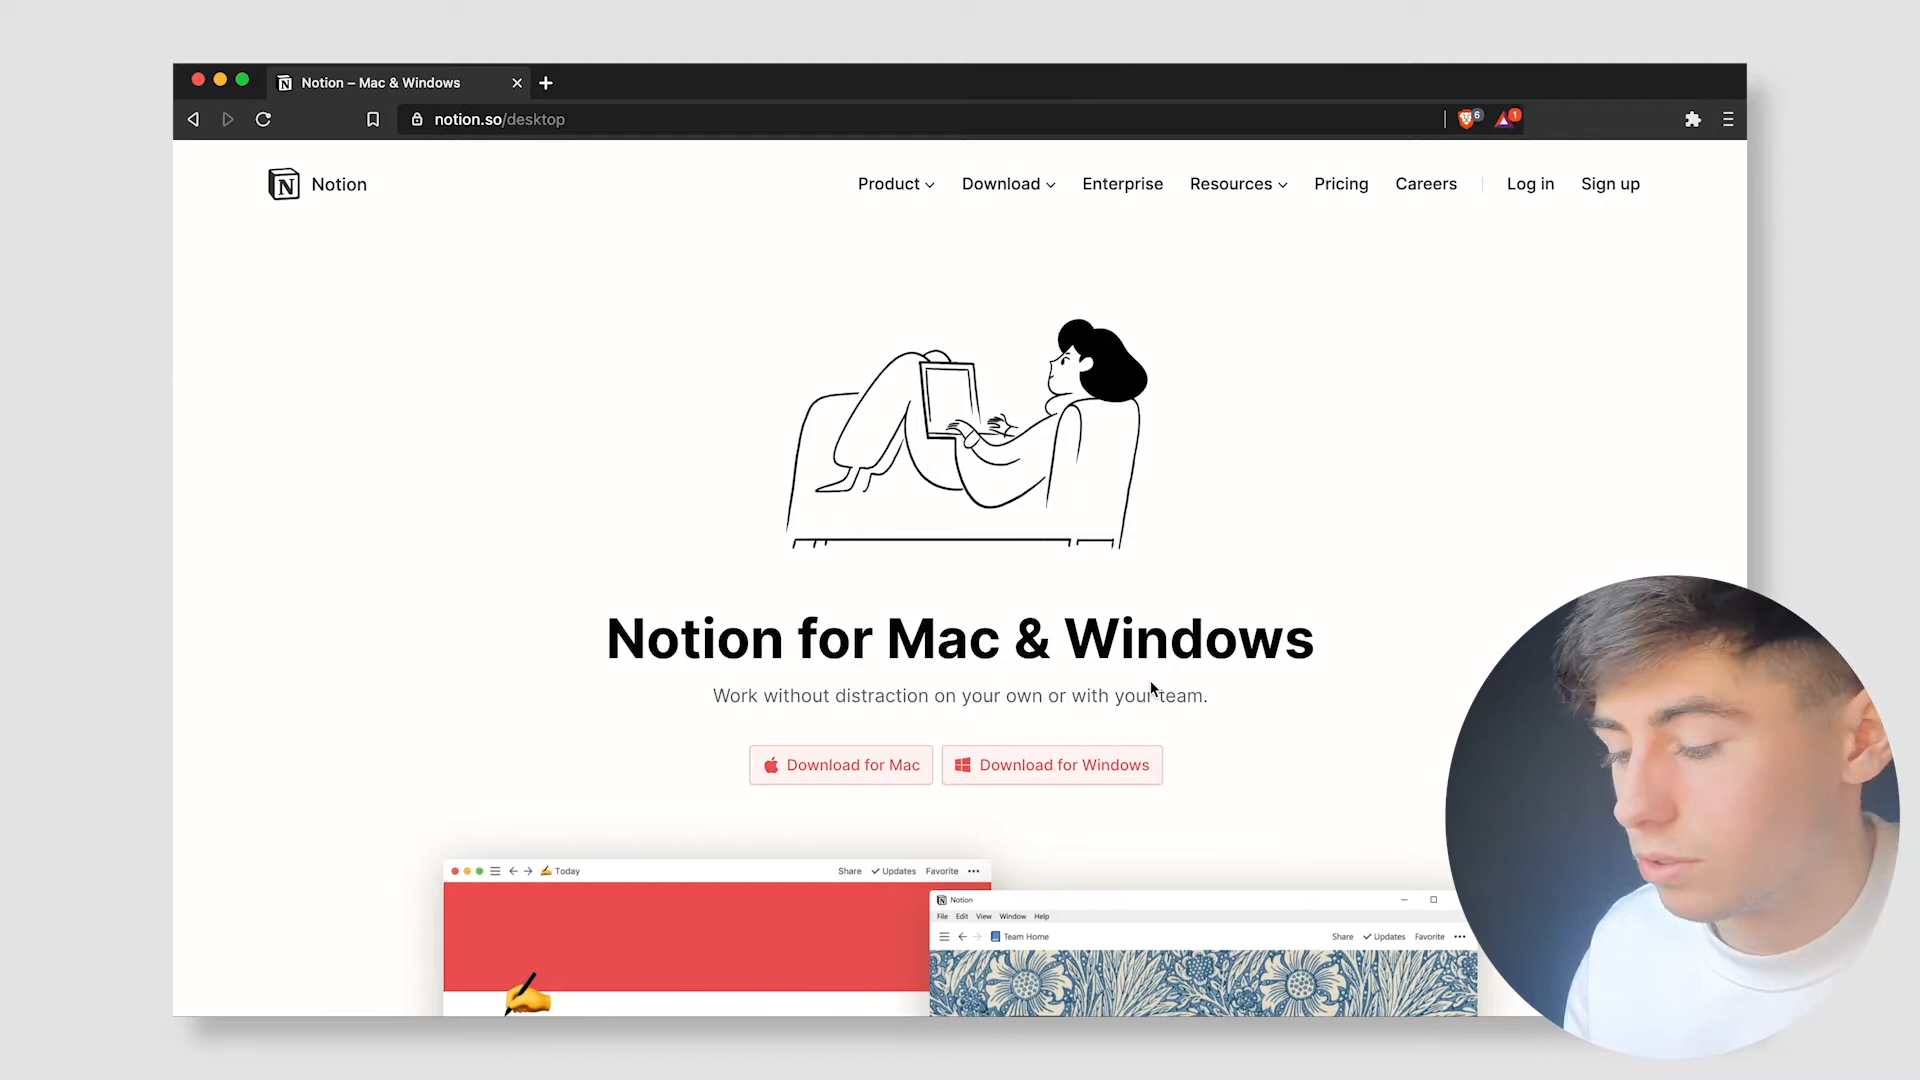 Notion – Mac & Windows
notion.so/desktop
6
1
Notion
Product
Download
Enterprise
Resources
Pricing
Careers
Log in
Sign up
Notion for Mac & Windows
Work without distraction on your own or with your team.
Download for Mac
Download for Windows
Today
Share
Updates
Favorite
Notion
File
Edit
View
Window
Help
Team Home
Share
Updates
Favorite